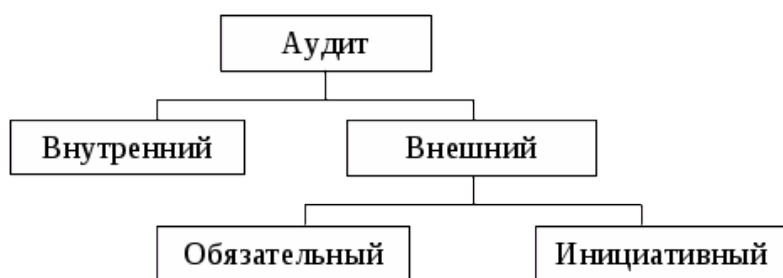 Аудит
Внутренний
Внешний
Обязательный
Инициативный